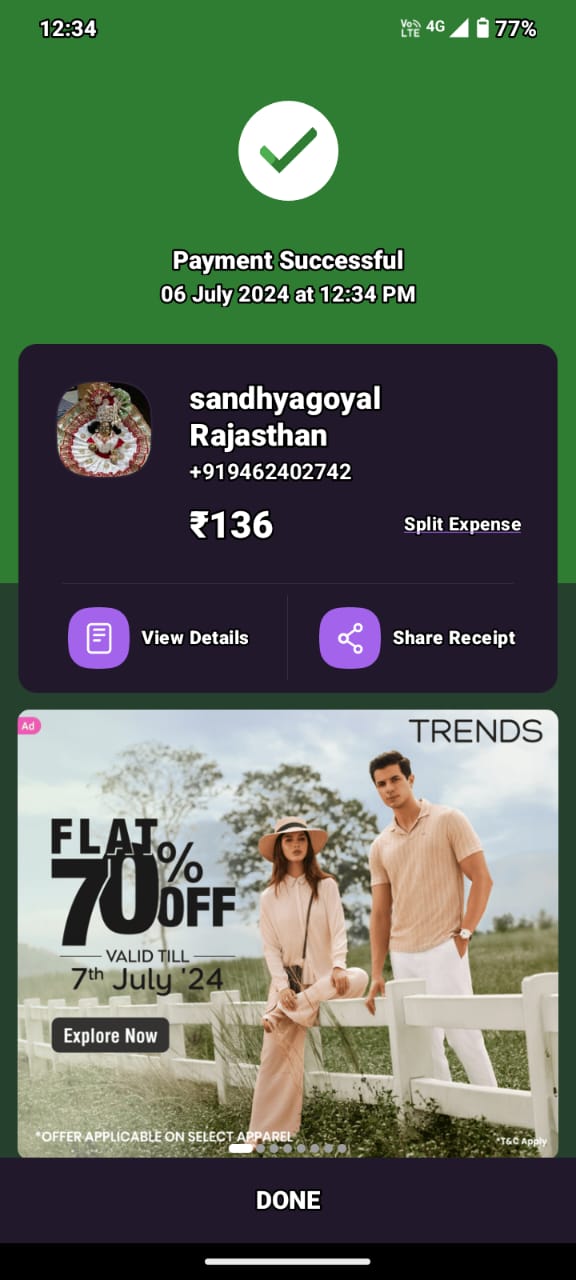 12:34
Vo LTE 4G 77%
Payment Successful
06 July 2024 at 12:34 PM
sandhyagoyal
Rajasthan
+919462402742
₹136
Split Expense
View Details
Share Receipt
Ad
TRENDS
FLAT
70% OFF
VALID TILL
7th July '24
Explore Now
*OFFER APPLICABLE ON SELECT APPAREL
*T&C Apply
DONE